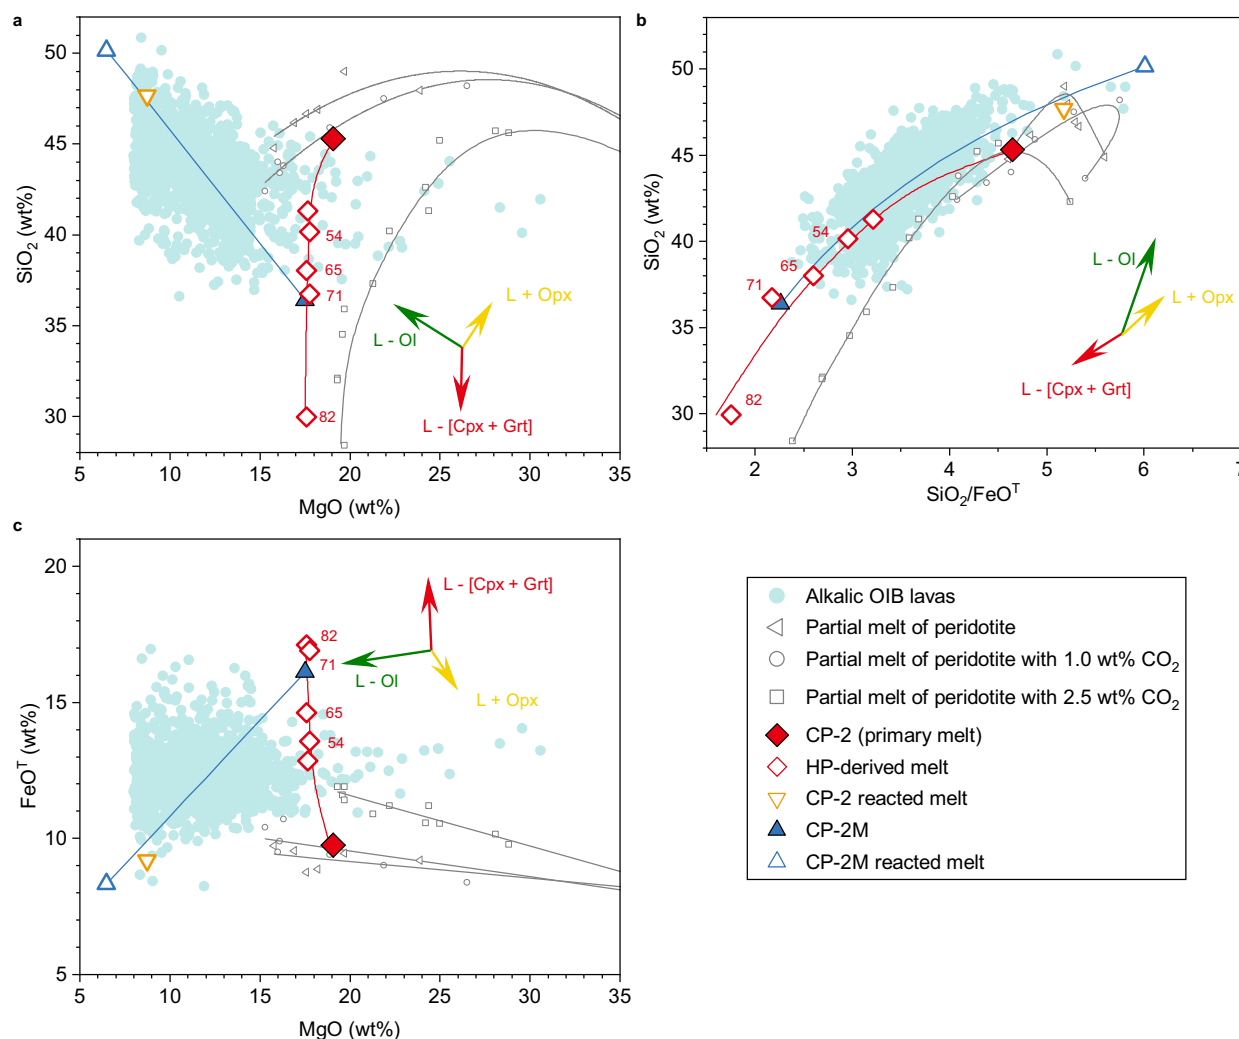 a
50
45
40
35
30
SiO₂ (wt%)
54
65
71
82
L - Ol
L + Opx
L - [Cpx + Grt]
5
10
15
20
25
30
35
MgO (wt%)
b
50
45
40
35
30
SiO₂ (wt%)
54
65
71
82
L - Ol
L + Opx
L - [Cpx + Grt]
2
3
4
5
6
7
SiO₂/FeOᵀ
c
20
15
10
5
FeOᵀ (wt%)
82
71
65
54
L - [Cpx + Grt]
L - Ol
L + Opx
5
10
15
20
25
30
35
MgO (wt%)
Alkalic OIB lavas
Partial melt of peridotite
Partial melt of peridotite with 1.0 wt% CO₂
Partial melt of peridotite with 2.5 wt% CO₂
CP-2 (primary melt)
HP-derived melt
CP-2 reacted melt
CP-2M
CP-2M reacted melt